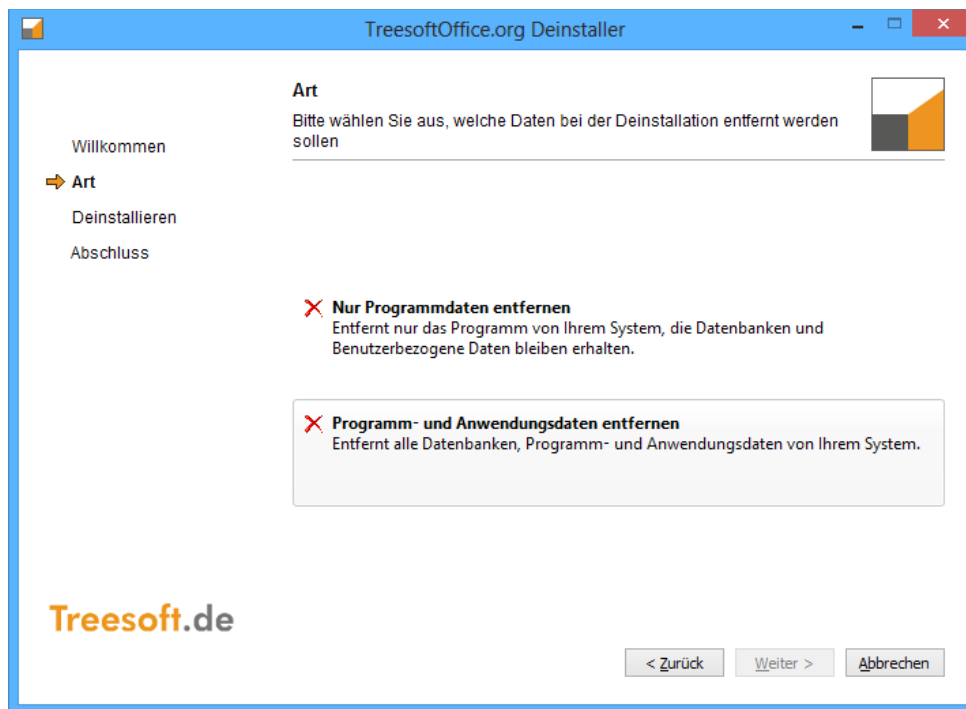 TreesoftOffice.org Deinstaller
Willkommen
Art
Deinstallieren
Abschluss
Art
Bitte wählen Sie aus, welche Daten bei der Deinstallation entfernt werden
sollen
Nur Programmdaten entfernen
Entfernt nur das Programm von Ihrem System, die Datenbanken und
Benutzerbezogene Daten bleiben erhalten.
Programm- und Anwendungsdaten entfernen
Entfernt alle Datenbanken, Programm- und Anwendungsdaten von Ihrem System.
Treesoft.de
< Zurück
Weiter >
Abbrechen